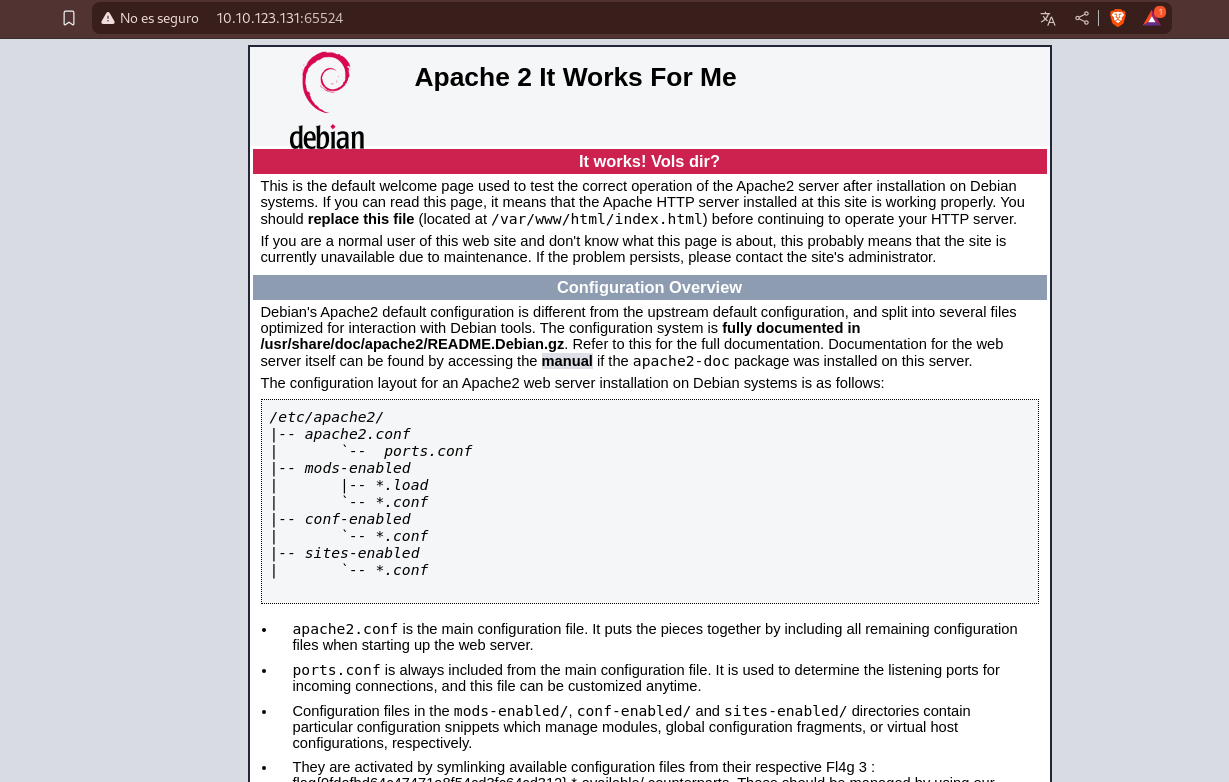 No es seguro 10.10.123.131:65524
1
debian
Apache 2 It Works For Me
It works! Vols dir?
This is the default welcome page used to test the correct operation of the Apache2 server after installation on Debian
systems. If you can read this page, it means that the Apache HTTP server installed at this site is working properly. You
should replace this file (located at /var/www/html/index.html) before continuing to operate your HTTP server.
If you are a normal user of this web site and don't know what this page is about, this probably means that the site is
currently unavailable due to maintenance. If the problem persists, please contact the site's administrator.
Configuration Overview
Debian's Apache2 default configuration is different from the upstream default configuration, and split into several files
optimized for interaction with Debian tools. The configuration system is fully documented in
/usr/share/doc/apache2/README.Debian.gz. Refer to this for the full documentation. Documentation for the web
server itself can be found by accessing the manual if the apache2-doc package was installed on this server.
The configuration layout for an Apache2 web server installation on Debian systems is as follows:
/etc/apache2/
|-- apache2.conf
|       `--  ports.conf
|-- mods-enabled
|       |-- *.load
|       `-- *.conf
|-- conf-enabled
|       `-- *.conf
|-- sites-enabled
|       `-- *.conf
• apache2.conf is the main configuration file. It puts the pieces together by including all remaining configuration
files when starting up the web server.
• ports.conf is always included from the main configuration file. It is used to determine the listening ports for
incoming connections, and this file can be customized anytime.
• Configuration files in the mods-enabled/, conf-enabled/ and sites-enabled/ directories contain
particular configuration snippets which manage modules, global configuration fragments, or virtual host
configurations, respectively.
• They are activated by symlinking available configuration files from their respective Fl4g 3 :
*-available/ counterparts. These should be managed by using our